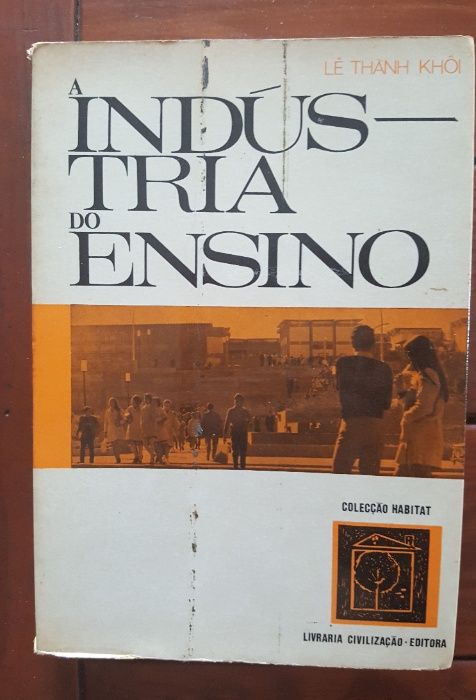 LÊ THÀNH KHÔI
A
INDÚS—
TRIA
DO
ENSINO
COLECÇÃO HABITAT
LIVRARIA CIVILIZAÇÃO - EDITORA